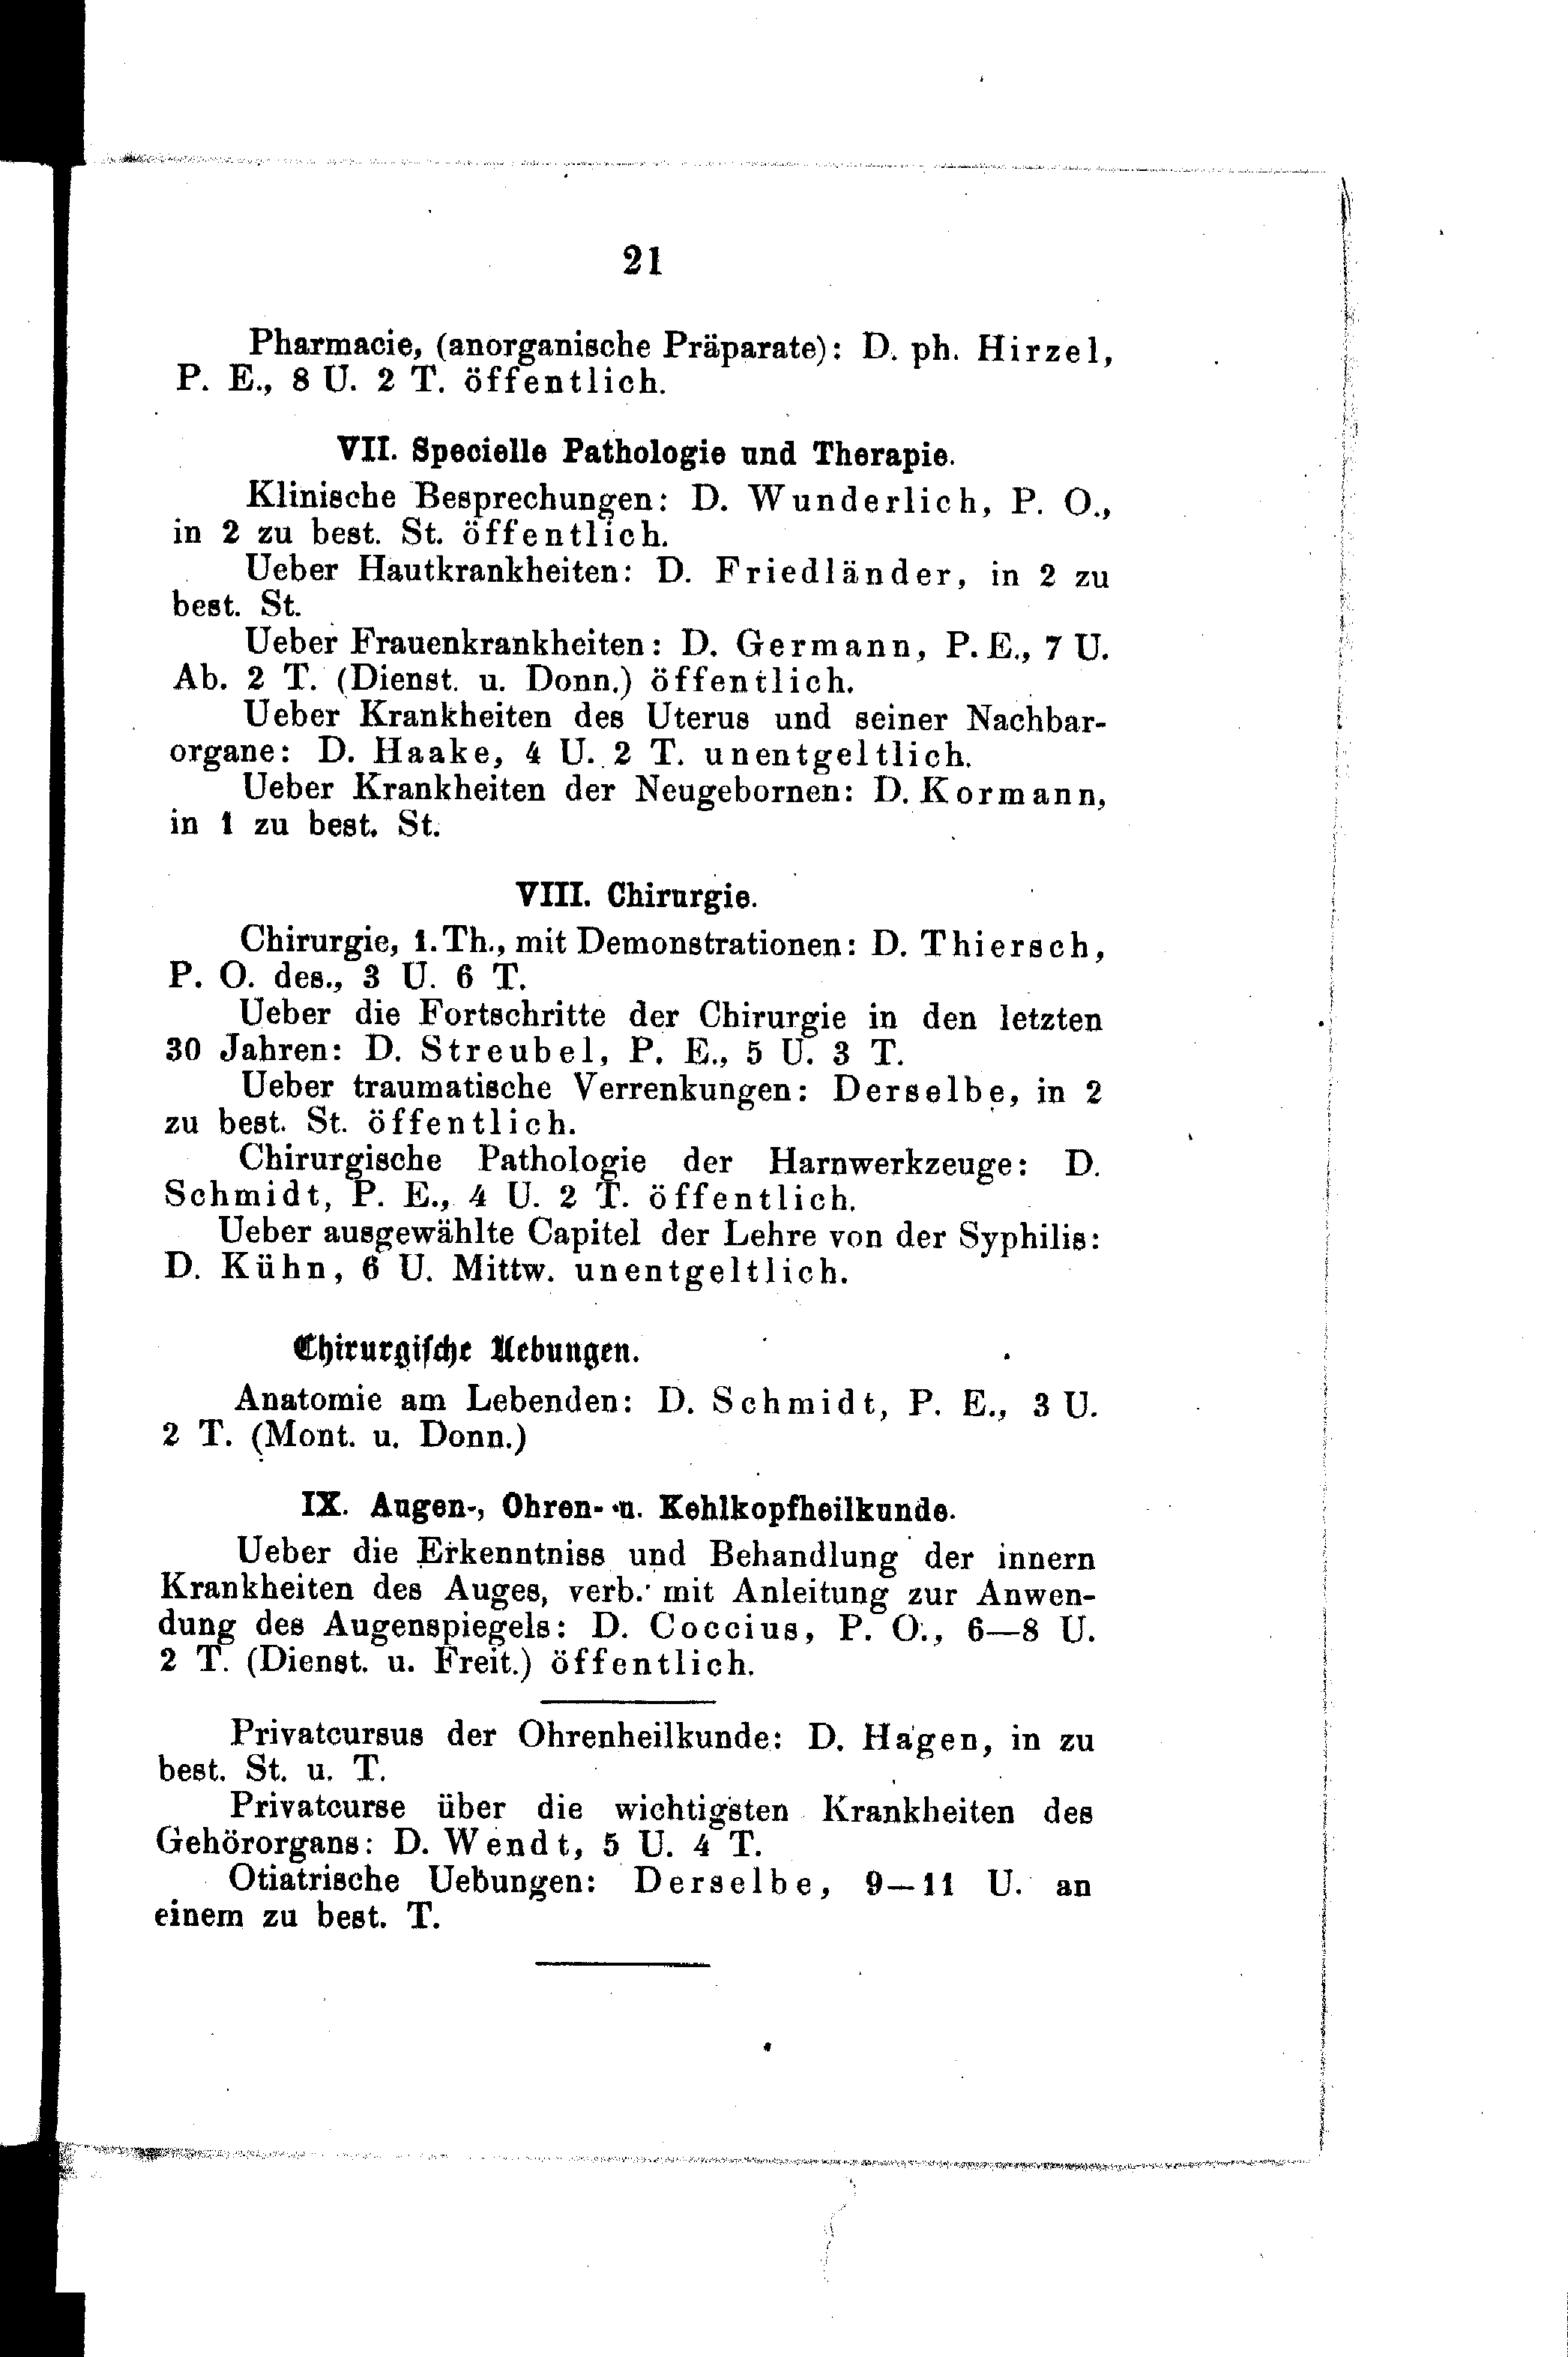 21
Pharmacie, (anorganische Präparate): D. ph. Hirzel,
P. E., 8 U. 2 T. öffentlich.
VII. Specielle Pathologie und Therapie.
Klinische Besprechungen: D. Wunderlich, P. O.,
in 2 zu best. St. öffentlich.
Ueber Hautkrankheiten: D. Friedländer, in 2 zu
best. St.
Ueber Frauenkrankheiten: D. Germann, P. E., 7 U.
Ab. 2 T. (Dienst. u. Donn.) öffentlich.
Ueber Krankheiten des Uterus und seiner Nachbar-
organe: D. Haake, 4 U. 2 T. unentgeltlich.
Ueber Krankheiten der Neugebornen: D. Kormann,
in 1 zu best. St.
VIII. Chirurgie.
Chirurgie, 1. Th., mit Demonstrationen: D. Thiersch,
P. O. des., 3 U. 6 T.
Ueber die Fortschritte der Chirurgie in den letzten
30 Jahren: D. Streubel, P. E., 5 U. 3 T.
Ueber traumatische Verrenkungen: Derselbe, in 2
zu best. St. öffentlich.
Chirurgische Pathologie der Harnwerkzeuge: D.
Schmidt, P. E., 4 U. 2 T. öffentlich.
Ueber ausgewählte Capitel der Lehre von der Syphilis:
D. Kühn, 6 U. Mittw. unentgeltlich.
Chirurgiſche Uebungen.
Anatomie am Lebenden: D. Schmidt, P. E., 3 U.
2 T. (Mont. u. Donn.)
IX. Augen-, Ohren- u. Kehlkopfheilkunde.
Ueber die Erkenntniss und Behandlung der innern
Krankheiten des Auges, verb. mit Anleitung zur Anwen-
dung des Augenspiegels: D. Coccius, P. O., 6—8 U.
2 T. (Dienst. u. Freit.) öffentlich.
Privatcursus der Ohrenheilkunde: D. Hagen, in zu
best. St. u. T.
Privatcurse über die wichtigsten Krankheiten des
Gehörorgans: D. Wendt, 5 U. 4 T.
Otiatrische Uebungen: Derselbe, 9—11 U. an
einem zu best. T.